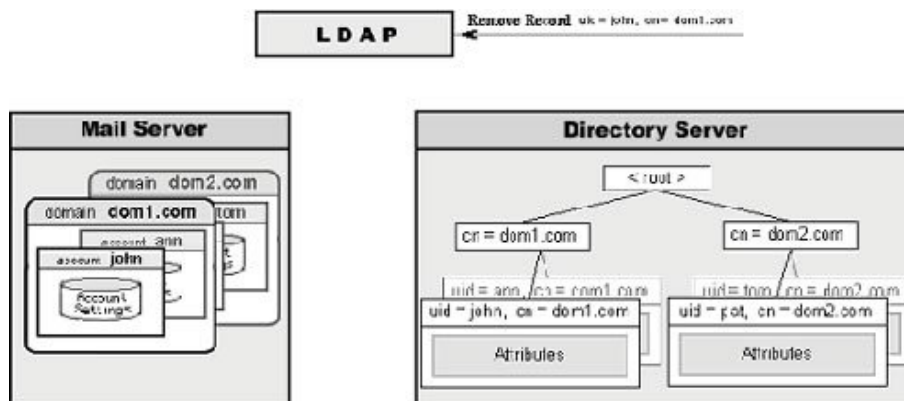 LDAP
Remove Record uid = john, cn = dom1.com
Mail Server
domain dom2.com
tom
domain dom1.com
account ann
account john
Account
Settings
Directory Server
< root >
cn = dom1.com
cn = dom2.com
uid = ann, cn = com1.com
uid = tom, cn = dom2.com
uid = john, cn = dom1.com
uid = pat, cn = dom2.com
Attributes
Attributes